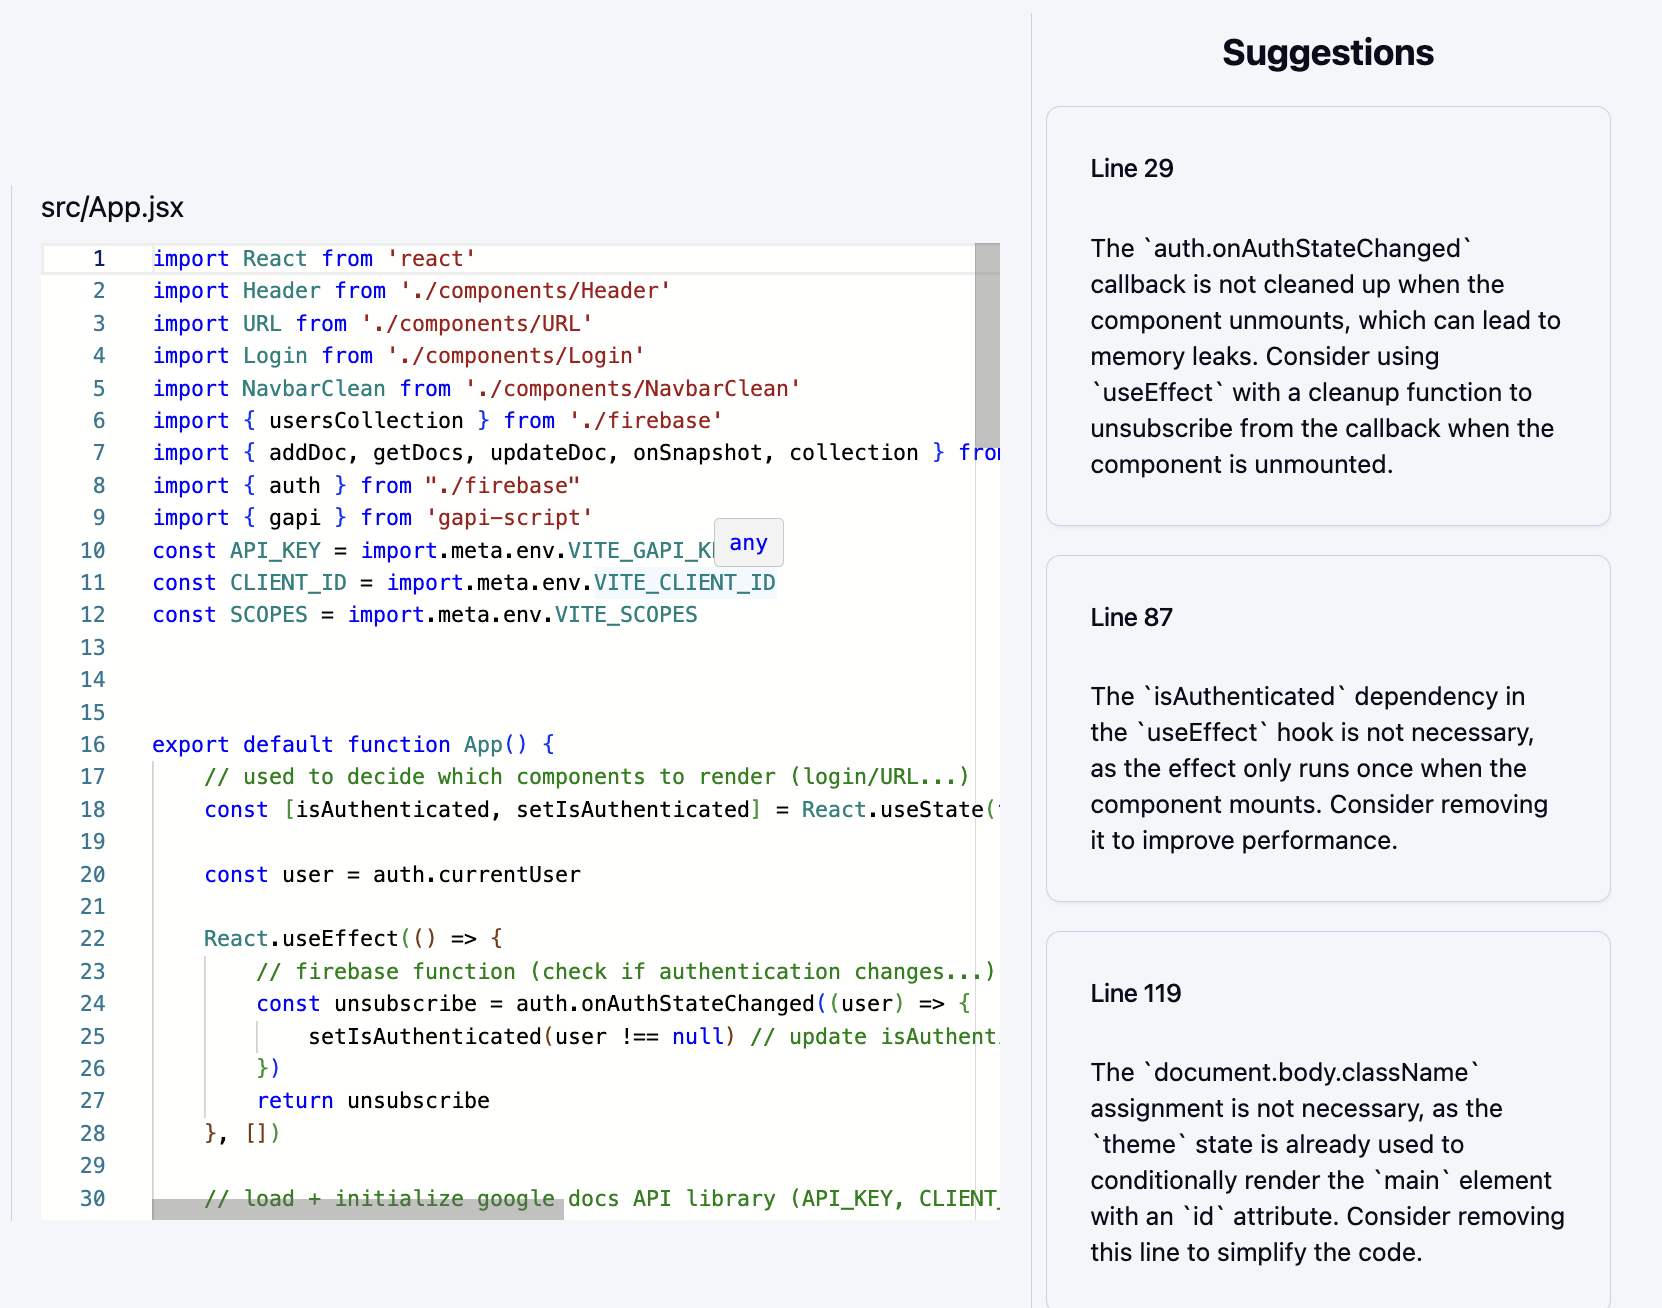 src/App.jsx
1 import React from 'react'
2 import Header from './components/Header'
3 import URL from './components/URL'
4 import Login from './components/Login'
5 import NavbarClean from './components/NavbarClean'
6 import { usersCollection } from './firebase'
7 import { addDoc, getDocs, updateDoc, onSnapshot, collection } from
8 import { auth } from "./firebase"
9 import { gapi } from 'gapi-script'
any
10 const API_KEY = import.meta.env.VITE_GAPI_K
11 const CLIENT_ID = import.meta.env.VITE_CLIENT_ID
12 const SCOPES = import.meta.env.VITE_SCOPES
13
14
15
16 export default function App() {
17 // used to decide which components to render (login/URL...)
18 const [isAuthenticated, setIsAuthenticated] = React.useState(
19
20 const user = auth.currentUser
21
22 React.useEffect(() => {
23 // firebase function (check if authentication changes...)
24 const unsubscribe = auth.onAuthStateChanged((user) => {
25 setIsAuthenticated(user !== null) // update isAuthent
26 })
27 return unsubscribe
28 }, [])
29
30 // load + initialize google docs API library (API_KEY, CLIENT_
Suggestions
Line 29
The `auth.onAuthStateChanged`
callback is not cleaned up when the
component unmounts, which can lead to
memory leaks. Consider using
`useEffect` with a cleanup function to
unsubscribe from the callback when the
component is unmounted.
Line 87
The `isAuthenticated` dependency in
the `useEffect` hook is not necessary,
as the effect only runs once when the
component mounts. Consider removing
it to improve performance.
Line 119
The `document.body.className`
assignment is not necessary, as the
`theme` state is already used to
conditionally render the `main` element
with an `id` attribute. Consider removing
this line to simplify the code.